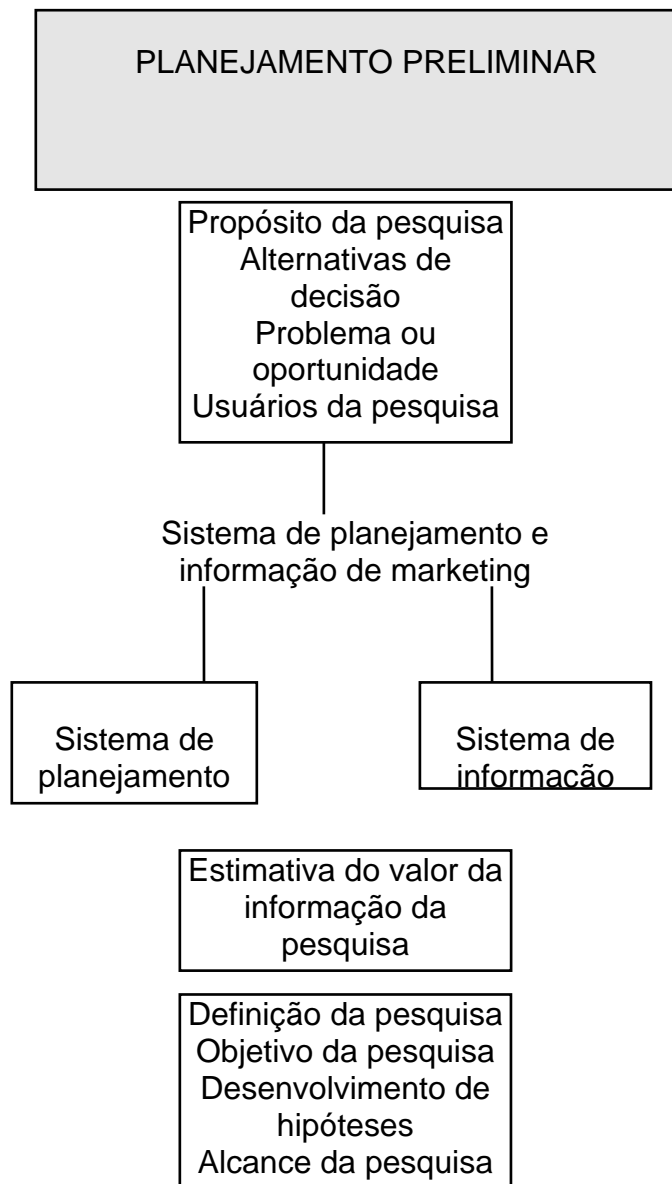 PLANEJAMENTO PRELIMINAR
Propósito da pesquisa
Alternativas de
decisão
Problema ou
oportunidade
Usuários da pesquisa
Sistema de planejamento e
informação de marketing
Sistema de
planejamento
Sistema de
informação
Estimativa do valor da
informação da
pesquisa
Definição da pesquisa
Objetivo da pesquisa
Desenvolvimento de
hipóteses
Alcance da pesquisa